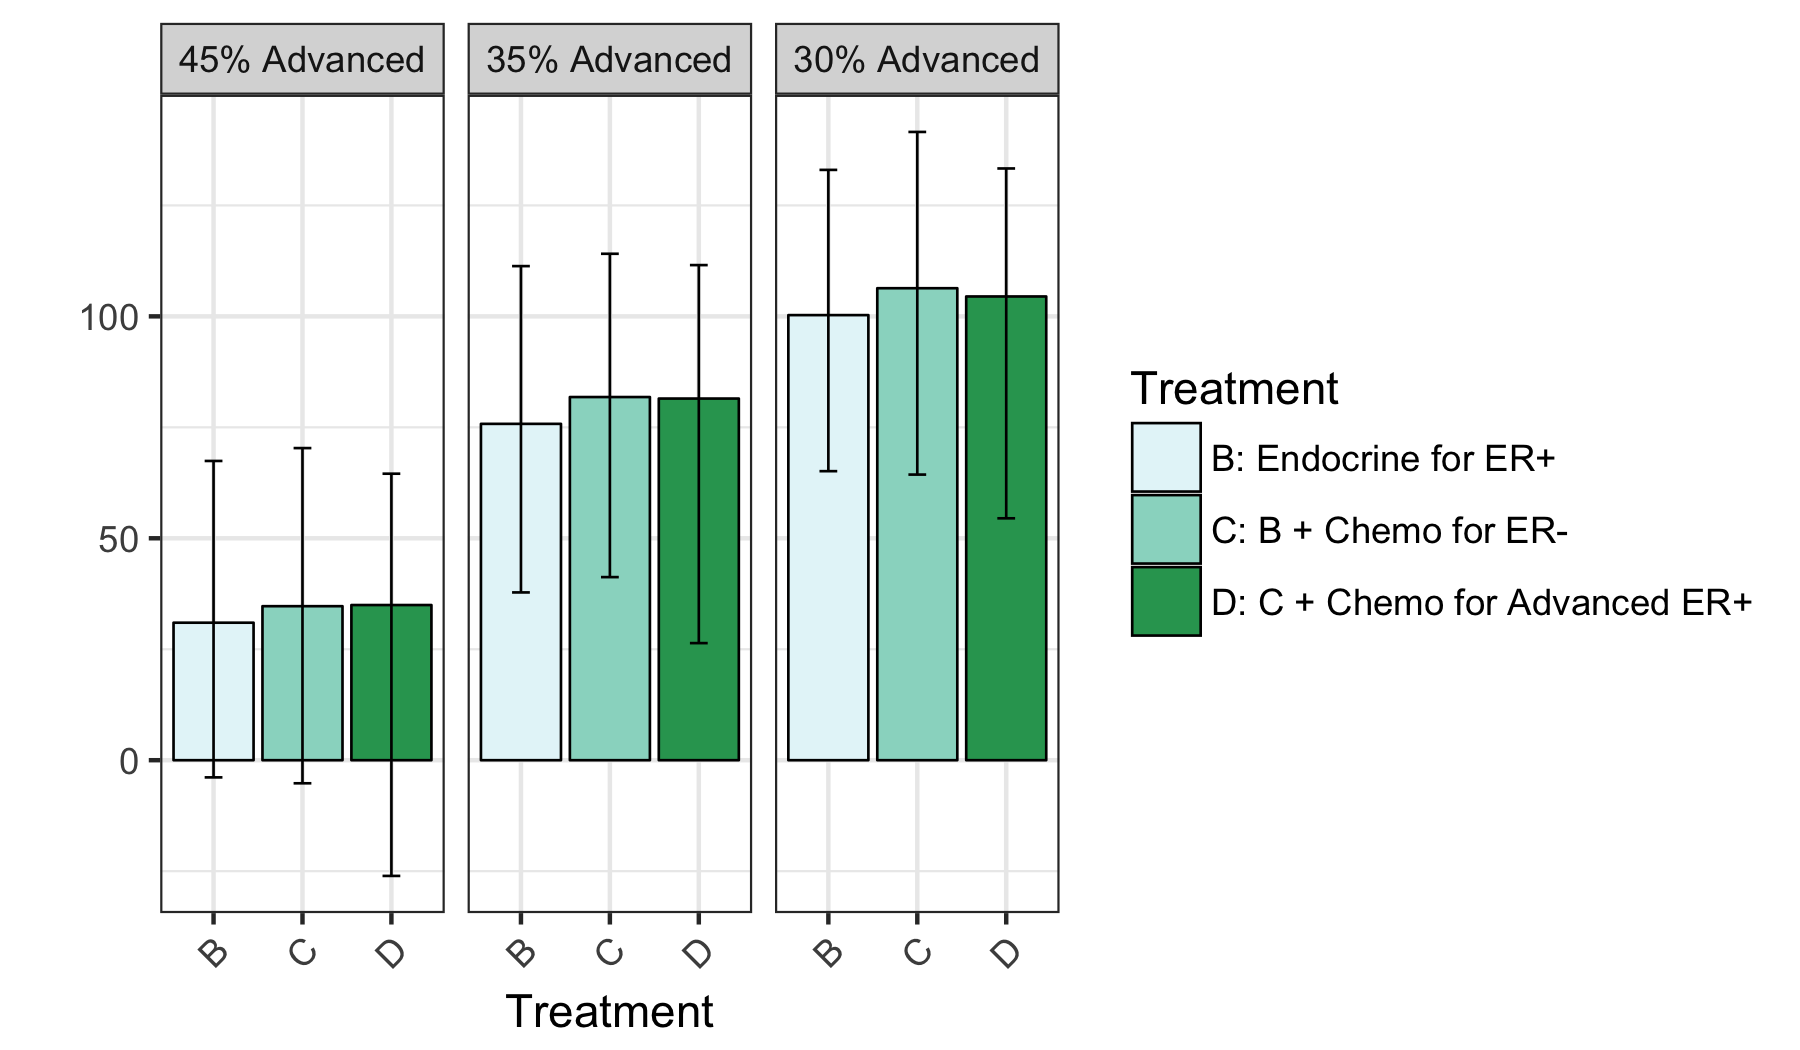 45% Advanced
35% Advanced
30% Advanced
100
50
0
B
C
D
B
C
D
B
C
D
Treatment
Treatment
B: Endocrine for ER+
C: B + Chemo for ER-
D: C + Chemo for Advanced ER+